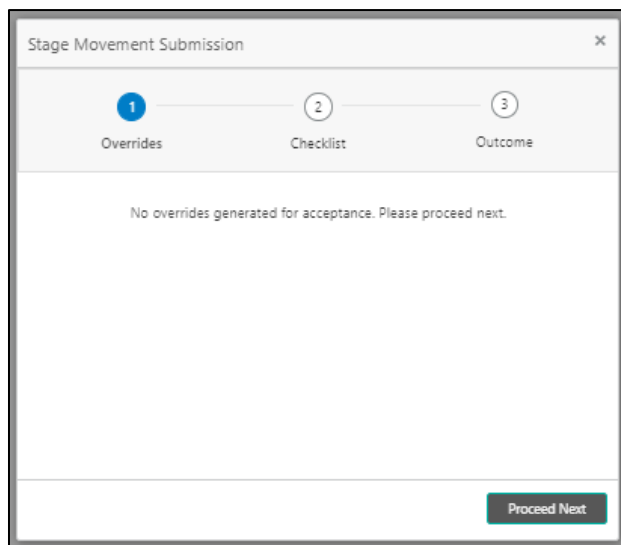 Stage Movement Submission
×
1
2
3
Overrides
Checklist
Outcome
No overrides generated for acceptance. Please proceed next.
Proceed Next